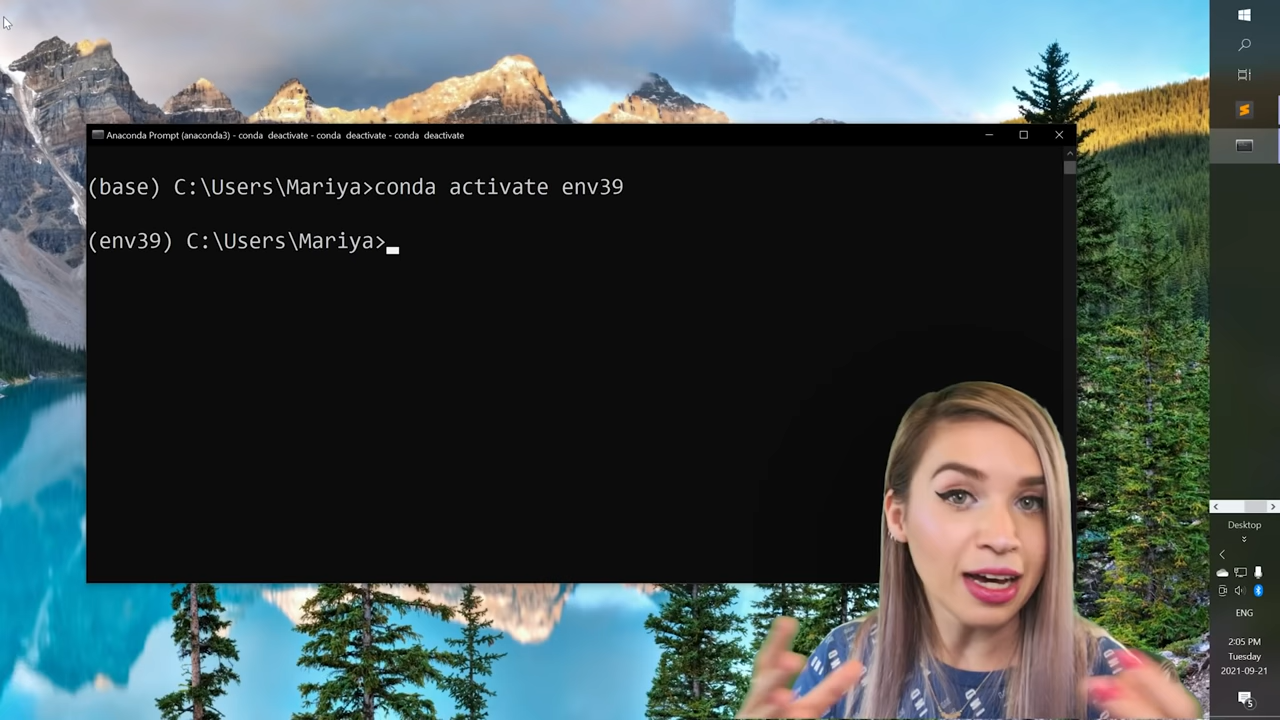 Anaconda Prompt (anaconda3) - conda  deactivate - conda  deactivate - conda  deactivate
(base) C:\Users\Mariya>conda activate env39
(env39) C:\Users\Mariya>
Desktop
ENG
2:05 PM
Tuesday
2021-09-21
5